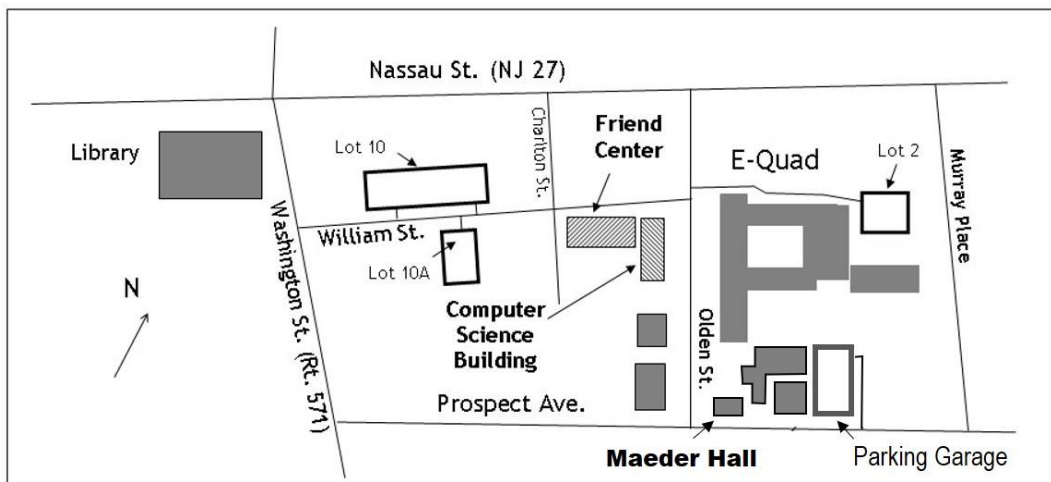 Nassau St. (NJ 27)
Library
Lot 10
Charlton St.
Friend
Center
E-Quad
Lot 2
Murray Place
Washington St. (Rt. 571)
William St.
Lot 10A
N
Computer
Science
Building
Olden St.
Prospect Ave.
Maeder Hall
Parking Garage